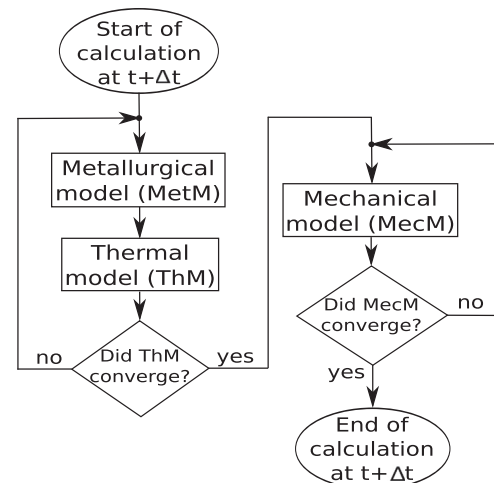 Start of
calculation
at t+Δt
Metallurgical
model (MetM)
Thermal
model (ThM)
Did ThM
converge?
no
yes
Mechanical
model (MecM)
Did MecM
converge?
no
yes
End of
calculation
at t+Δt